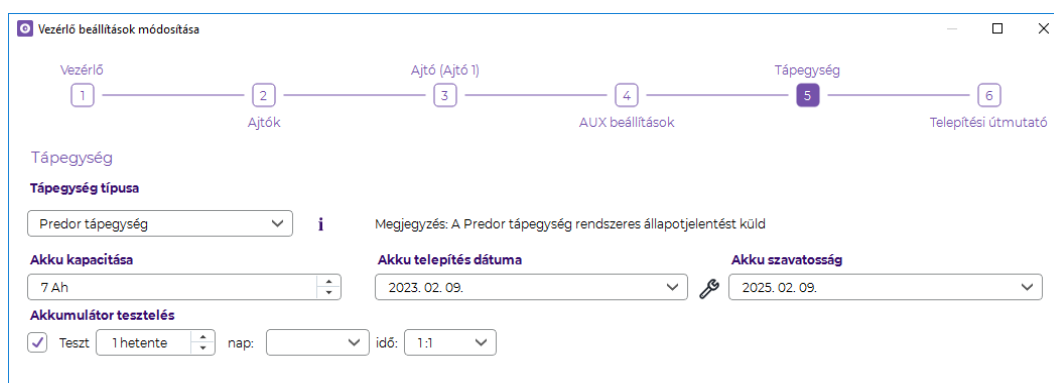 Vezérlő beállítások módosítása
Vezérlő Ajtó (Ajtó 1) Tápegység
1 2 3 4 5 6
Ajtók AUX beállítások Telepítési útmutató
Tápegység
Tápegység típusa
Predor tápegység i Megjegyzés: A Predor tápegység rendszeres állapotjelentést küld
Akku kapacitása Akku telepítés dátuma Akku szavatosság
7 Ah 2023. 02. 09. 2025. 02. 09.
Akkumulátor tesztelés
Teszt 1 hetente nap: idő: 1:1